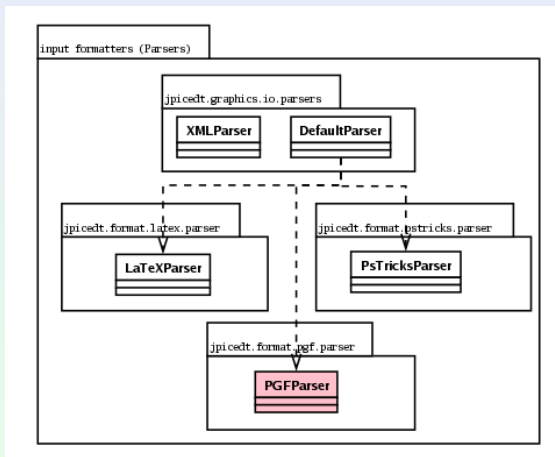 input formatters (Parsers)
jpicedt.graphics.io.parsers
XMLParser
DefaultParser
jpicedt.format.latex.parser
LaTeXParser
jpicedt.format.pstricks.parser
PsTricksParser
jpicedt.format.pgf.parser
PGFParser